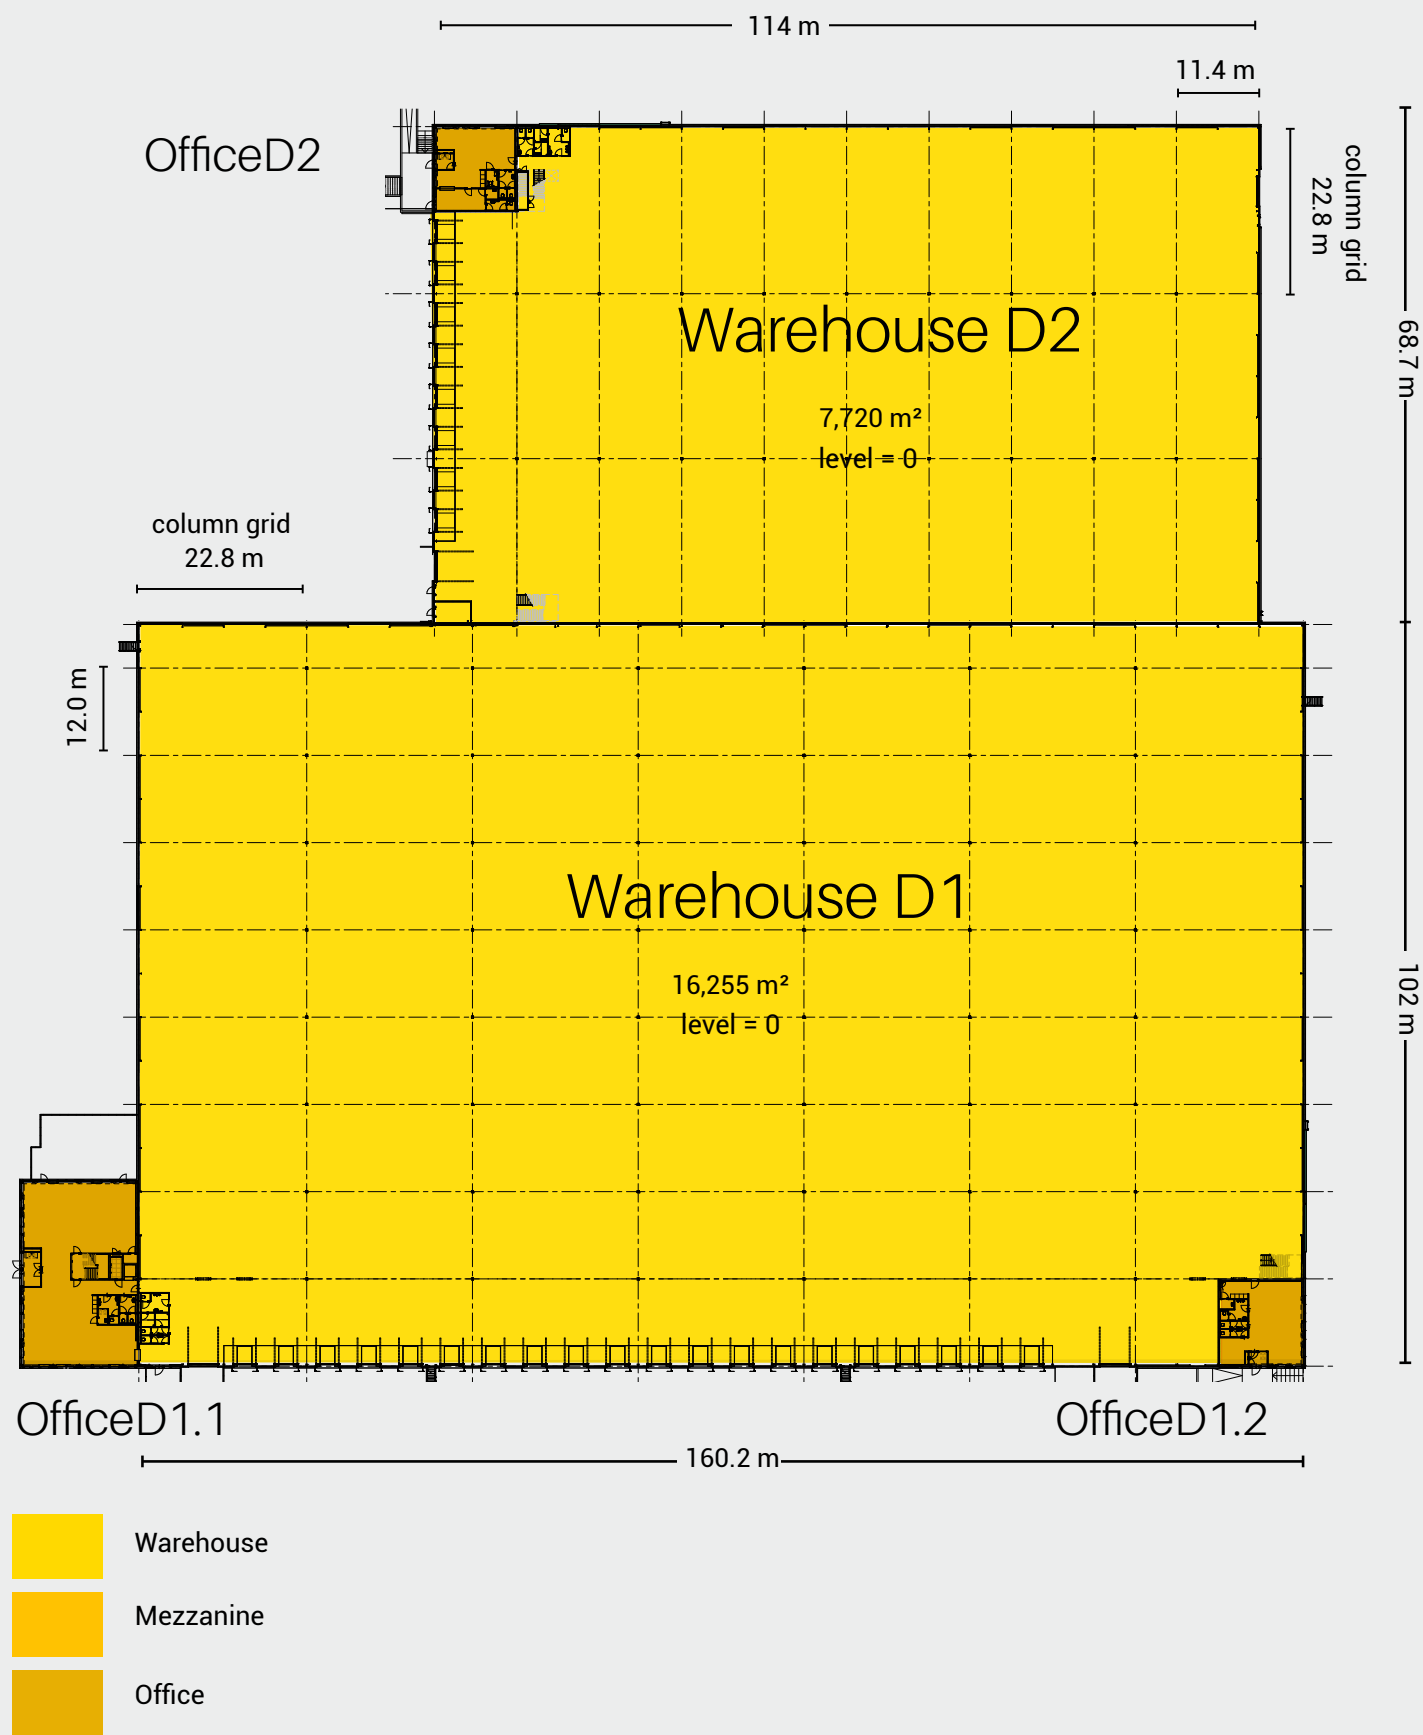 114 m
11.4 m
OfficeD2
column grid
22.8 m
68.7 m
Warehouse D2
7,720 m²
level = 0
column grid
22.8 m
12.0 m
Warehouse D1
16,255 m²
level = 0
102 m
OfficeD1.1
OfficeD1.2
160.2 m
Warehouse
Mezzanine
Office